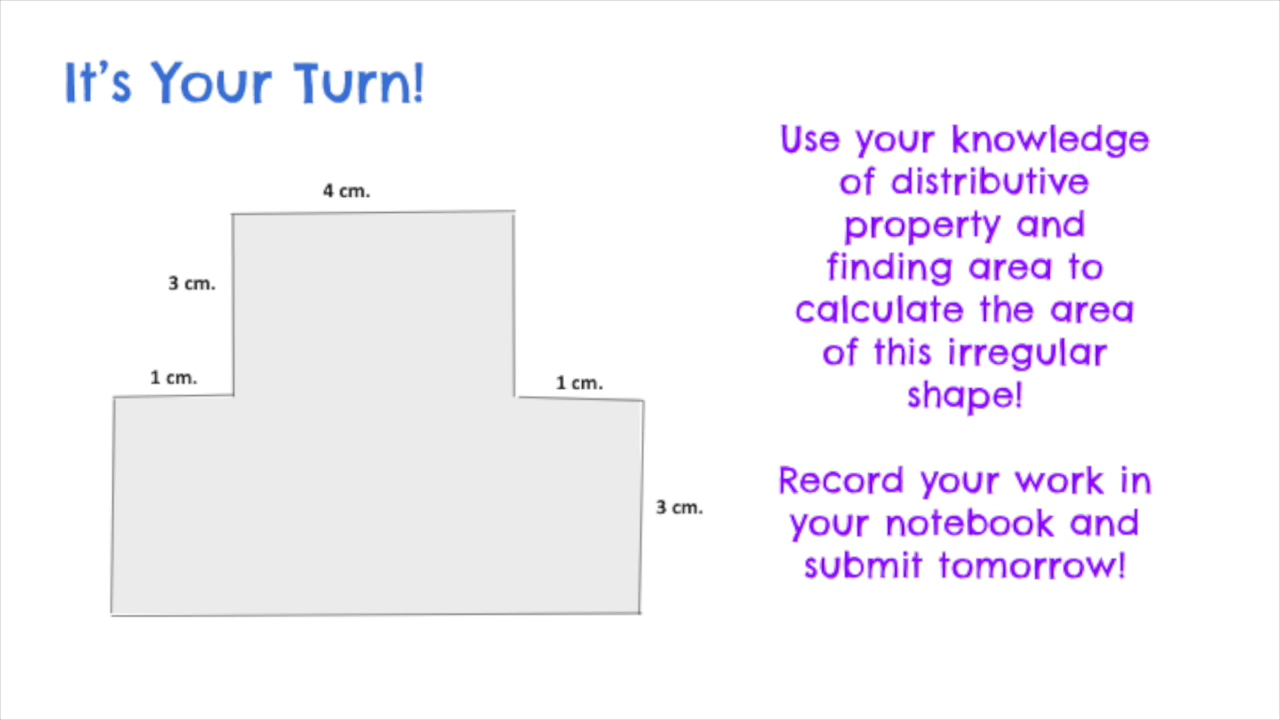 It's Your Turn!
4 cm.
3 cm.
1 cm.
1 cm.
3 cm.
Use your knowledge
of distributive
property and
finding area to
calculate the area
of this irregular
shape!
Record your work in
your notebook and
submit tomorrow!